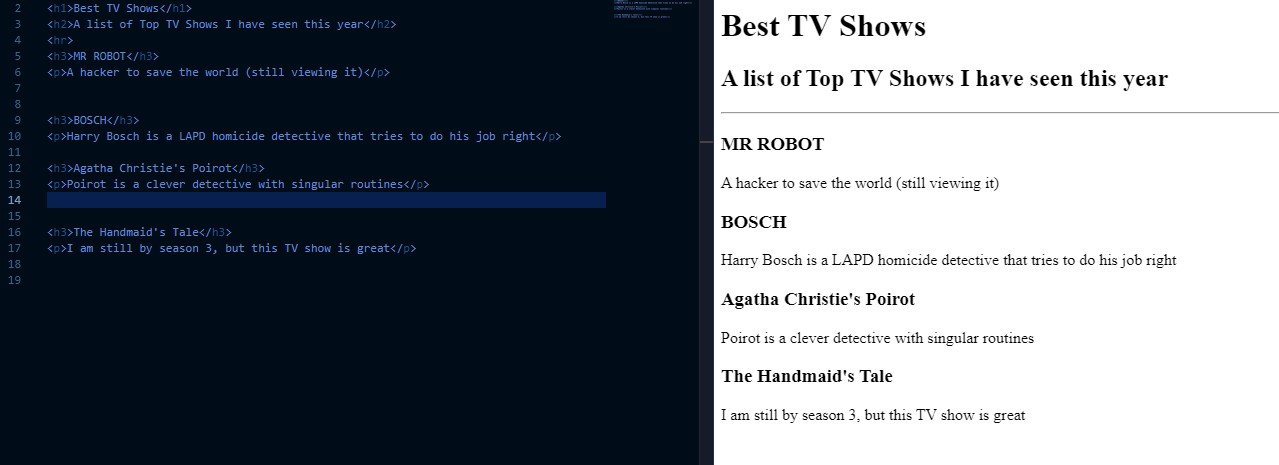 2 <h1>Best TV Shows</h1>
3 <h2>A list of Top TV Shows I have seen this year</h2>
4 <hr>
5 <h3>MR ROBOT</h3>
6 <p>A hacker to save the world (still viewing it)</p>
7
8
9 <h3>BOSCH</h3>
10 <p>Harry Bosch is a LAPD homicide detective that tries to do his job right</p>
11
12 <h3>Agatha Christie's Poirot</h3>
13 <p>Poirot is a clever detective with singular routines</p>
14
15
16 <h3>The Handmaid's Tale</h3>
17 <p>I am still by season 3, but this TV show is great</p>
18
19
Best TV Shows
A list of Top TV Shows I have seen this year
MR ROBOT
A hacker to save the world (still viewing it)
BOSCH
Harry Bosch is a LAPD homicide detective that tries to do his job right
Agatha Christie's Poirot
Poirot is a clever detective with singular routines
The Handmaid's Tale
I am still by season 3, but this TV show is great